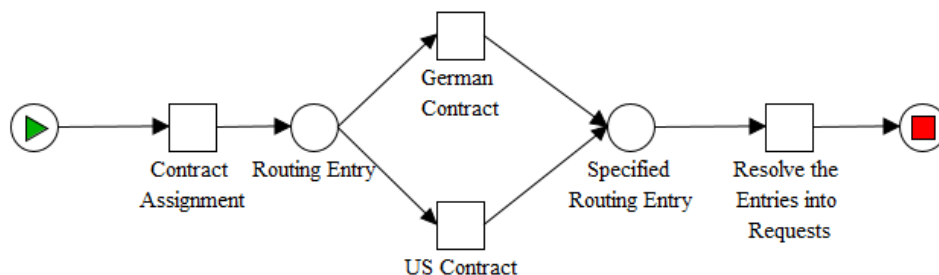 German
Contract
Contract
Assignment
Routing Entry
Specified
Routing Entry
Resolve the
Entries into
Requests
US Contract